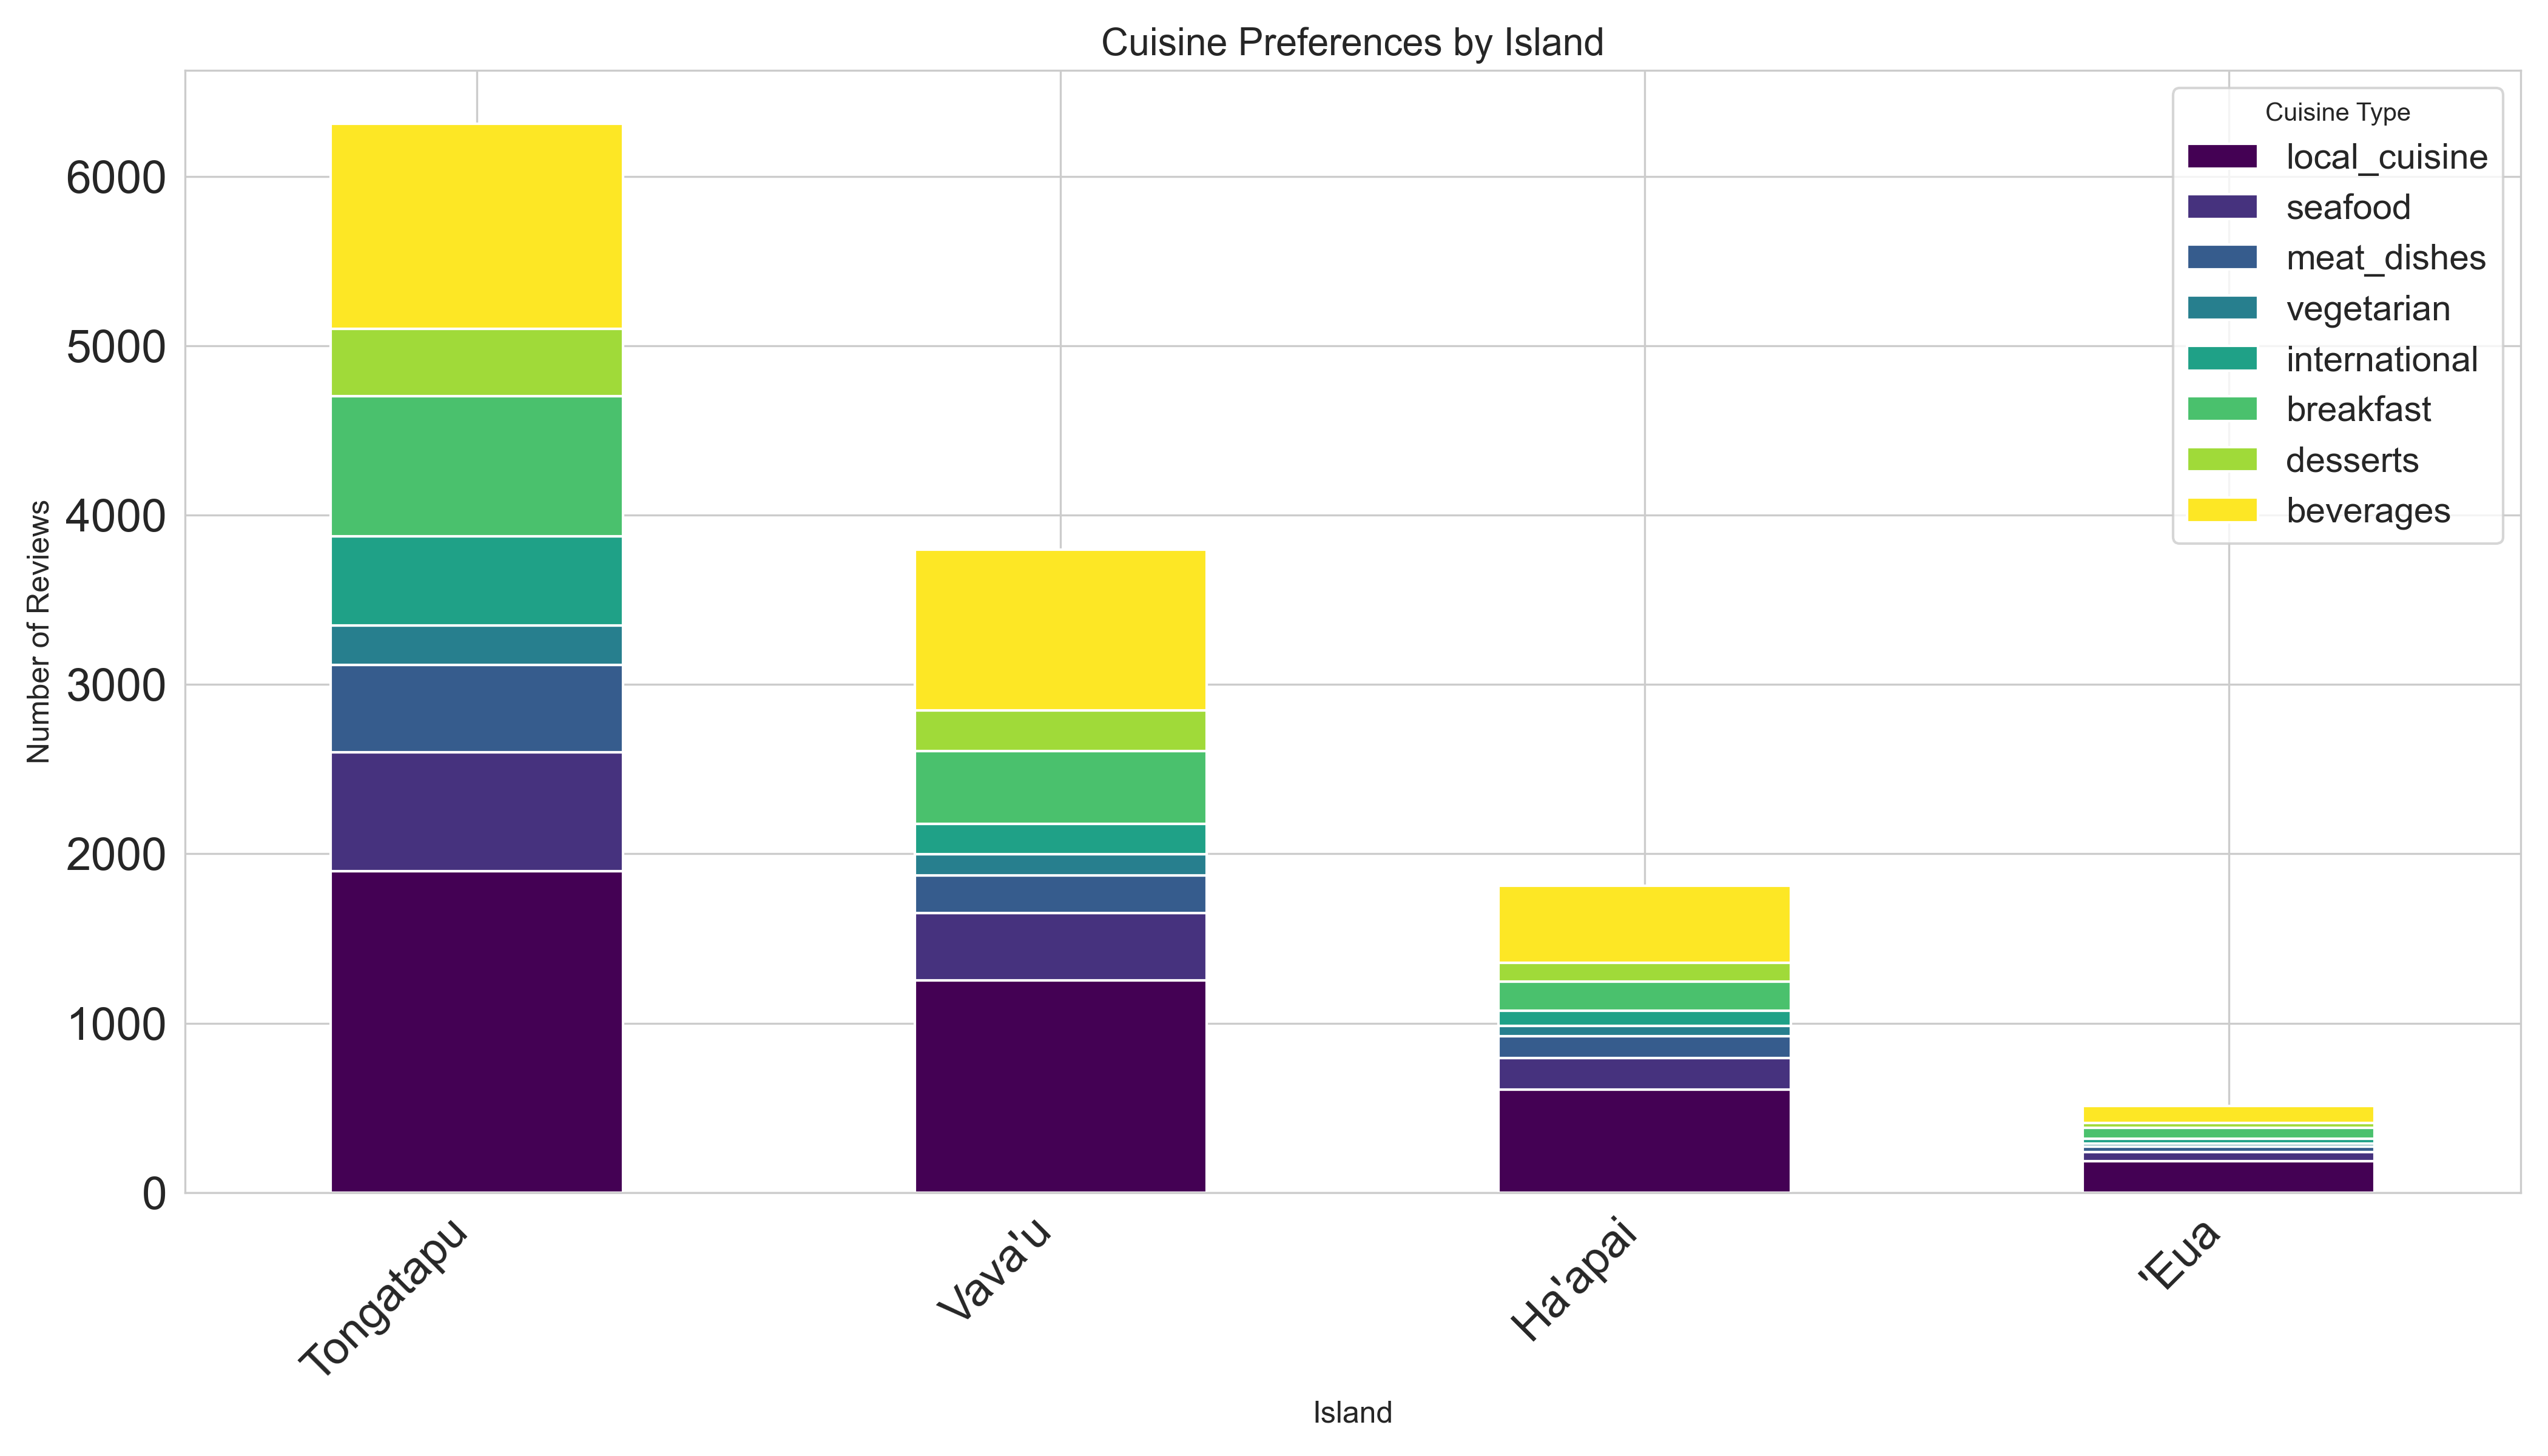 Cuisine Preferences by Island
Cuisine Type
local_cuisine
seafood
meat_dishes
vegetarian
international
breakfast
desserts
beverages
Number of Reviews
6000
5000
4000
3000
2000
1000
0
Tongatapu
Vava'u
Ha'apai
'Eua
Island